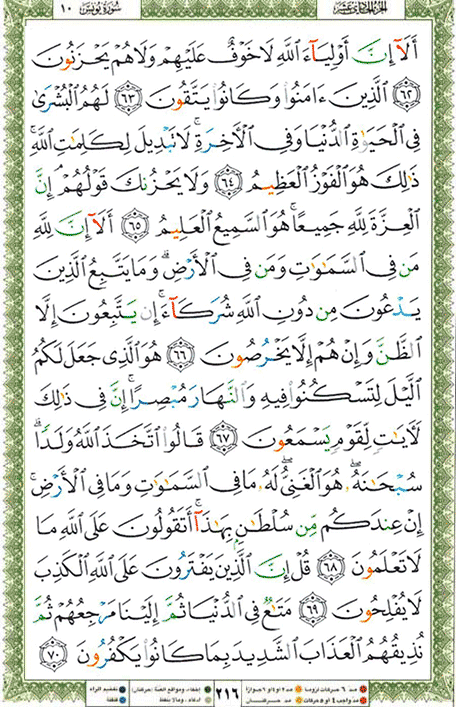 سورة يونس ١٠ الجزء الحادي عشر
أَلَآ إِنَّ أَوْلِيَآءَ ٱللَّهِ لَا خَوْفٌ عَلَيْهِمْ وَلَا هُمْ يَحْزَنُونَ
٦٢ ٱلَّذِينَ ءَامَنُوا۟ وَكَانُوا۟ يَتَّقُونَ ٦٣ لَهُمُ ٱلْبُشْرَىٰ
فِى ٱلْحَيَوٰةِ ٱلدُّنْيَا وَفِى ٱلْءَاخِرَةِ ۚ لَا تَبْدِيلَ لِكَلِمَٰتِ ٱللَّهِ ۚ
ذَٰلِكَ هُوَ ٱلْفَوْزُ ٱلْعَظِيمُ ٦٤ وَلَا يَحْزُنكَ قَوْلُهُمْ ۘ إِنَّ
ٱلْعِزَّةَ لِلَّهِ جَمِيعًا ۚ هُوَ ٱلسَّمِيعُ ٱلْعَلِيمُ ٦٥ أَلَآ إِنَّ لِلَّهِ
مَن فِى ٱلسَّمَٰوَٰتِ وَمَن فِى ٱلْأَرْضِ ۗ وَمَا يَتَّبِعُ ٱلَّذِينَ
يَدْعُونَ مِن دُونِ ٱللَّهِ شُرَكَآءَ ۚ إِن يَتَّبِعُونَ إِلَّا
ٱلظَّنَّ وَإِنْ هُمْ إِلَّا يَخْرُصُونَ ٦٦ هُوَ ٱلَّذِى جَعَلَ لَكُمُ
ٱلَّيْلَ لِتَسْكُنُوا۟ فِيهِ وَٱلنَّهَارَ مُبْصِرًا ۚ إِنَّ فِى ذَٰلِكَ
لَءَايَٰتٍ لِّقَوْمٍ يَسْمَعُونَ ٦٧ قَالُوا۟ ٱتَّخَذَ ٱللَّهُ وَلَدًا ۗ
سُبْحَٰنَهُۥ ۖ هُوَ ٱلْغَنِىُّ ۖ لَهُۥ مَا فِى ٱلسَّمَٰوَٰتِ وَمَا فِى ٱلْأَرْضِ ۚ
إِنْ عِندَكُم مِّن سُلْطَٰنٍۭ بِهَٰذَآ ۚ أَتَقُولُونَ عَلَى ٱللَّهِ مَا
لَا تَعْلَمُونَ ٦٨ قُلْ إِنَّ ٱلَّذِينَ يَفْتَرُونَ عَلَى ٱللَّهِ ٱلْكَذِبَ
لَا يُفْلِحُونَ ٦٩ مَتَٰعٌ فِى ٱلدُّنْيَا ثُمَّ إِلَيْنَا مَرْجِعُهُمْ ثُمَّ
نُذِيقُهُمُ ٱلْعَذَابَ ٱلشَّدِيدَ بِمَا كَانُوا۟ يَكْفُرُونَ ٧٠
٢١٦